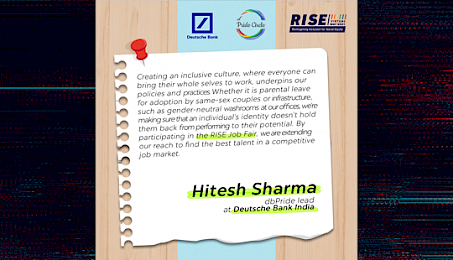 Deutsche Bank
Pride Circle
RISE
Creating an inclusive culture, where everyone can
bring their whole selves to work, underpins our
policies and practices. Whether it is parental leave
for adoption by same-sex couples or infrastructure,
such as gender-neutral washrooms at our offices, we're
making sure that an individual's identity doesn't hold
them back from performing to their potential. By
participating in the RISE Job Fair, we are extending
our reach to find the best talent in a competitive
job market.
Hitesh Sharma
dbPride lead
at Deutsche Bank India